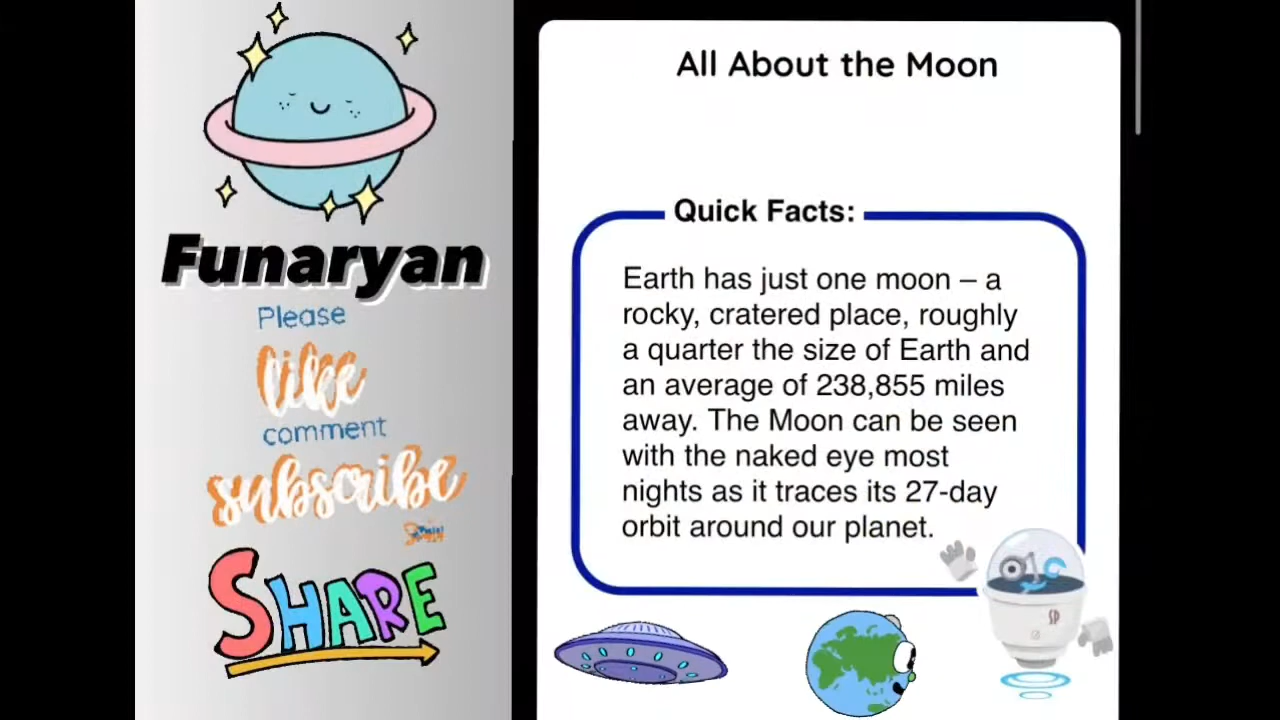 Funaryan
Please
like
comment
subscribe
SHARE
All About the Moon
Quick Facts:
Earth has just one moon – a
rocky, cratered place, roughly
a quarter the size of Earth and
an average of 238,855 miles
away. The Moon can be seen
with the naked eye most
nights as it traces its 27-day
orbit around our planet.
SP